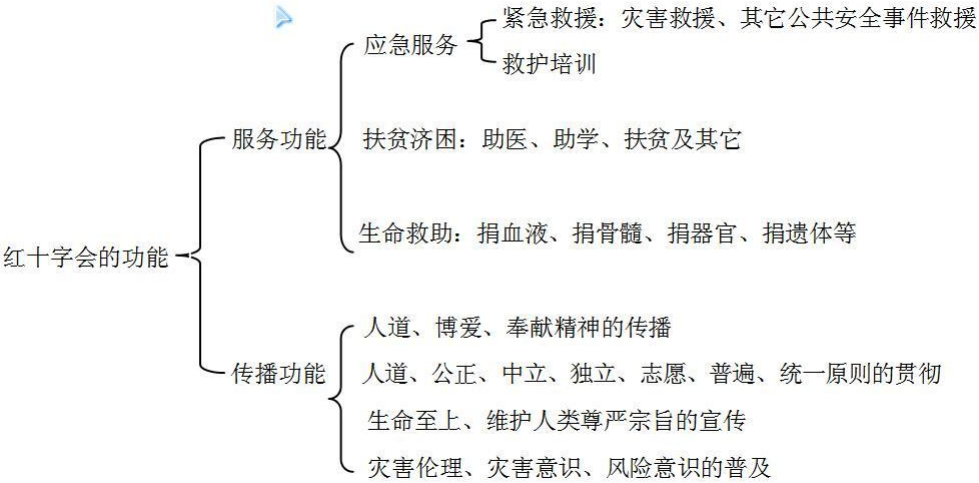 紧急救援：灾害救援、其它公共安全事件救援
应急服务
救护培训
服务功能
扶贫济困：助医、助学、扶贫及其它
生命救助：捐血液、捐骨髓、捐器官、捐遗体等
红十字会的功能
人道、博爱、奉献精神的传播
传播功能
人道、公正、中立、独立、志愿、普遍、统一原则的贯彻
生命至上、维护人类尊严宗旨的宣传
灾害伦理、灾害意识、风险意识的普及